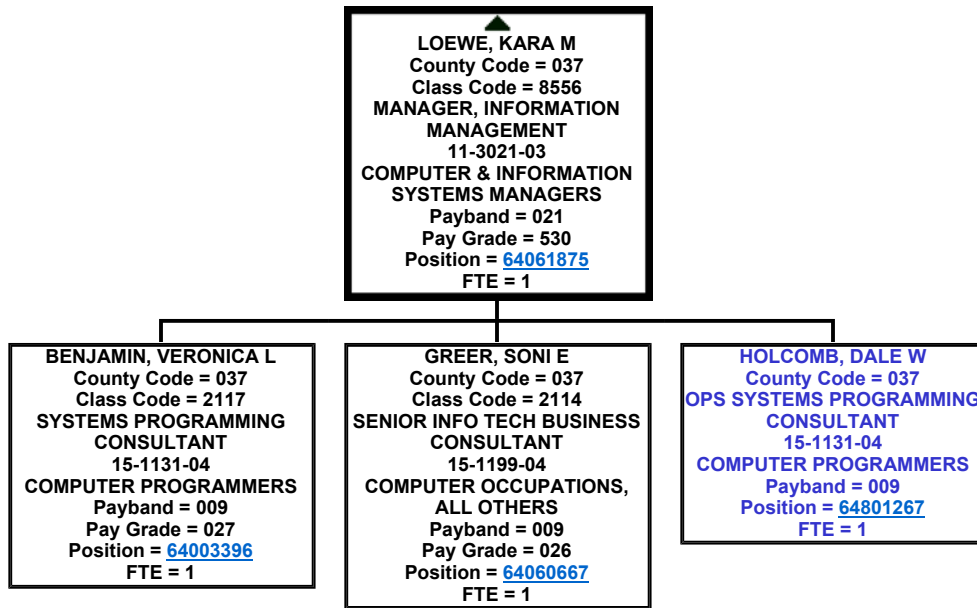 LOEWE, KARA M
County Code = 037
Class Code = 8556
MANAGER, INFORMATION
MANAGEMENT
11-3021-03
COMPUTER & INFORMATION
SYSTEMS MANAGERS
Payband = 021
Pay Grade = 530
Position = 64061875
FTE = 1
BENJAMIN, VERONICA L
County Code = 037
Class Code = 2117
SYSTEMS PROGRAMMING
CONSULTANT
15-1131-04
COMPUTER PROGRAMMERS
Payband = 009
Pay Grade = 027
Position = 64003396
FTE = 1
GREER, SONI E
County Code = 037
Class Code = 2114
SENIOR INFO TECH BUSINESS
CONSULTANT
15-1199-04
COMPUTER OCCUPATIONS,
ALL OTHERS
Payband = 009
Pay Grade = 026
Position = 64060667
FTE = 1
HOLCOMB, DALE W
County Code = 037
OPS SYSTEMS PROGRAMMING
CONSULTANT
15-1131-04
COMPUTER PROGRAMMERS
Payband = 009
Position = 64801267
FTE = 1